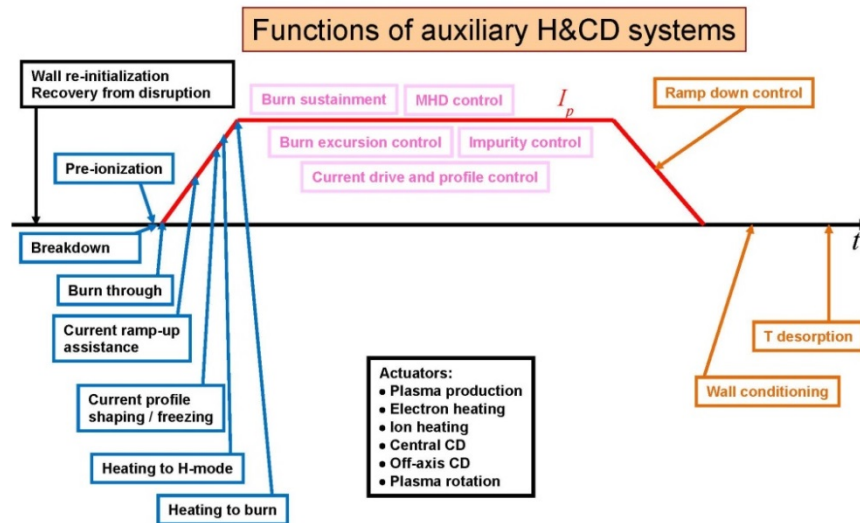 Functions of auxiliary H&CD systems
Wall re-initialization
Recovery from disruption
Burn sustainment
MHD control
I_p
Ramp down control
Burn excursion control
Impurity control
Pre-ionization
Current drive and profile control
Breakdown
t
Burn through
Current ramp-up
assistance
T desorption
Actuators:
• Plasma production
• Electron heating
• Ion heating
• Central CD
• Off-axis CD
• Plasma rotation
Wall conditioning
Current profile
shaping / freezing
Heating to H-mode
Heating to burn